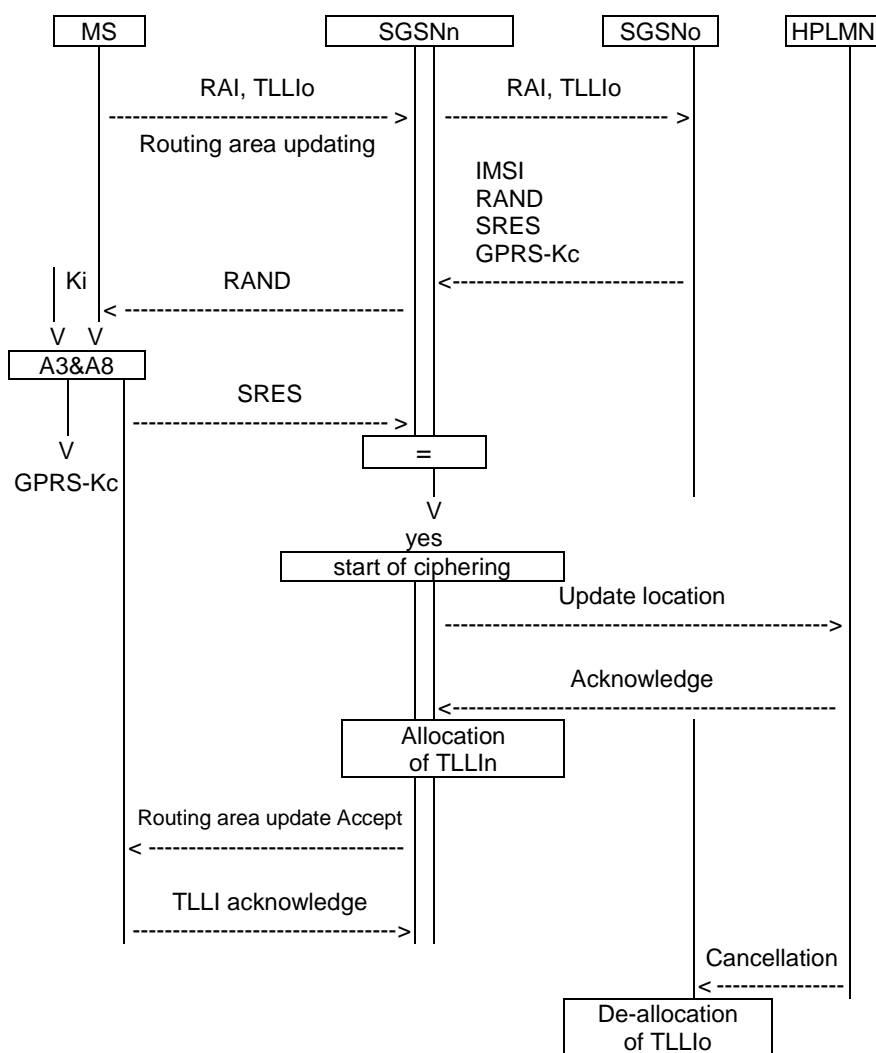 MS SGSNn SGSNo HPLMN
RAI, TLLIo RAI, TLLIo
--------------------------------- > --------------------------- >
Routing area updating
IMSI
RAND
SRES
GPRS-Kc
Ki RAND <---------------------------
< ---------------------------------
V V
A3&A8
SRES
------------------------------ >
V =
GPRS-Kc
V
yes
start of ciphering
Update location
---------------------------------------------->
Acknowledge
<----------------------------------------------
Allocation
of TLLIn
Routing area update Accept
< --------------------------------
TLLI acknowledge
-------------------------------->
Cancellation
< ---------------
De-allocation
of TLLIo